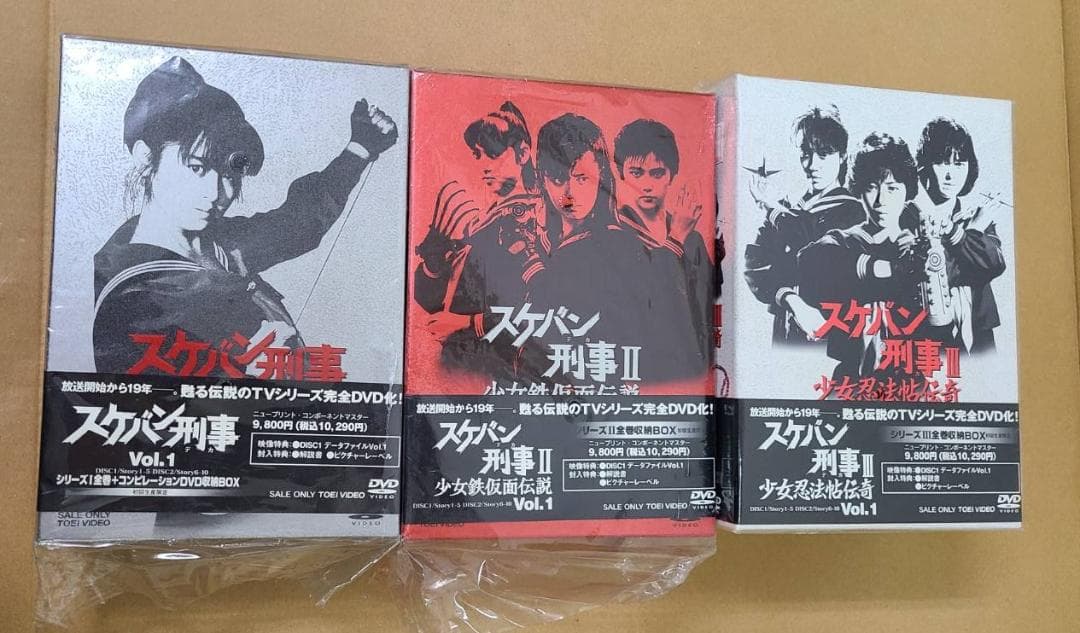 スケバン刑事
放送開始から19年――。甦る伝説のTVシリーズ完全DVD化!
スケバン刑事
デカ
Vol.1
ニュープリント・コンポーネントマスター
9,800円(税込10,290円)
映像特典:●DISC1 データファイルVol.1
封入特典:●解説書 ●ピクチャーレーベル
DISC1/Story1-5 DISC2/Story6-10
シリーズI全巻+コンピレーションDVD収納BOX
初回生産限定
SALE ONLY TOEI VIDEO
DVD
VIDEO
SALE ONLY
TOEI VIDEO
VIDEO
スケバン
刑事II
少女鉄仮面伝説
放送開始から19年――。甦る伝説のTVシリーズ完全DVD化!
シリーズII全巻収納BOX
スケバン
刑事II
少女鉄仮面伝説
DISC1/Story1-5 DISC2/Story6-10
Vol.1
ニュープリント・コンポーネントマスター
9,800円(税込10,290円)
映像特典:●DISC1 データファイルVol.1
封入特典:●解説書
●ピクチャーレーベル
SALE ONLY TOEI VIDEO
DVD
VIDEO
SALE ONLY
TOEI VIDEO
VIDEO
スケバン
刑事III
少女忍法帖伝奇
放送開始から19年――。甦る伝説のTVシリーズ完全DVD化!
シリーズIII全巻収納BOX
スケバン
刑事III
少女忍法帖伝奇
DISC1/Story1-5 DISC2/Story6-10
Vol.1
ニュープリント・コンポーネントマスター
9,800円(税込10,290円)
映像特典:●DISC1 データファイルVol.1
封入特典:●解説書
●ピクチャーレーベル
SALE ONLY TOEI VIDEO
DVD
VIDEO